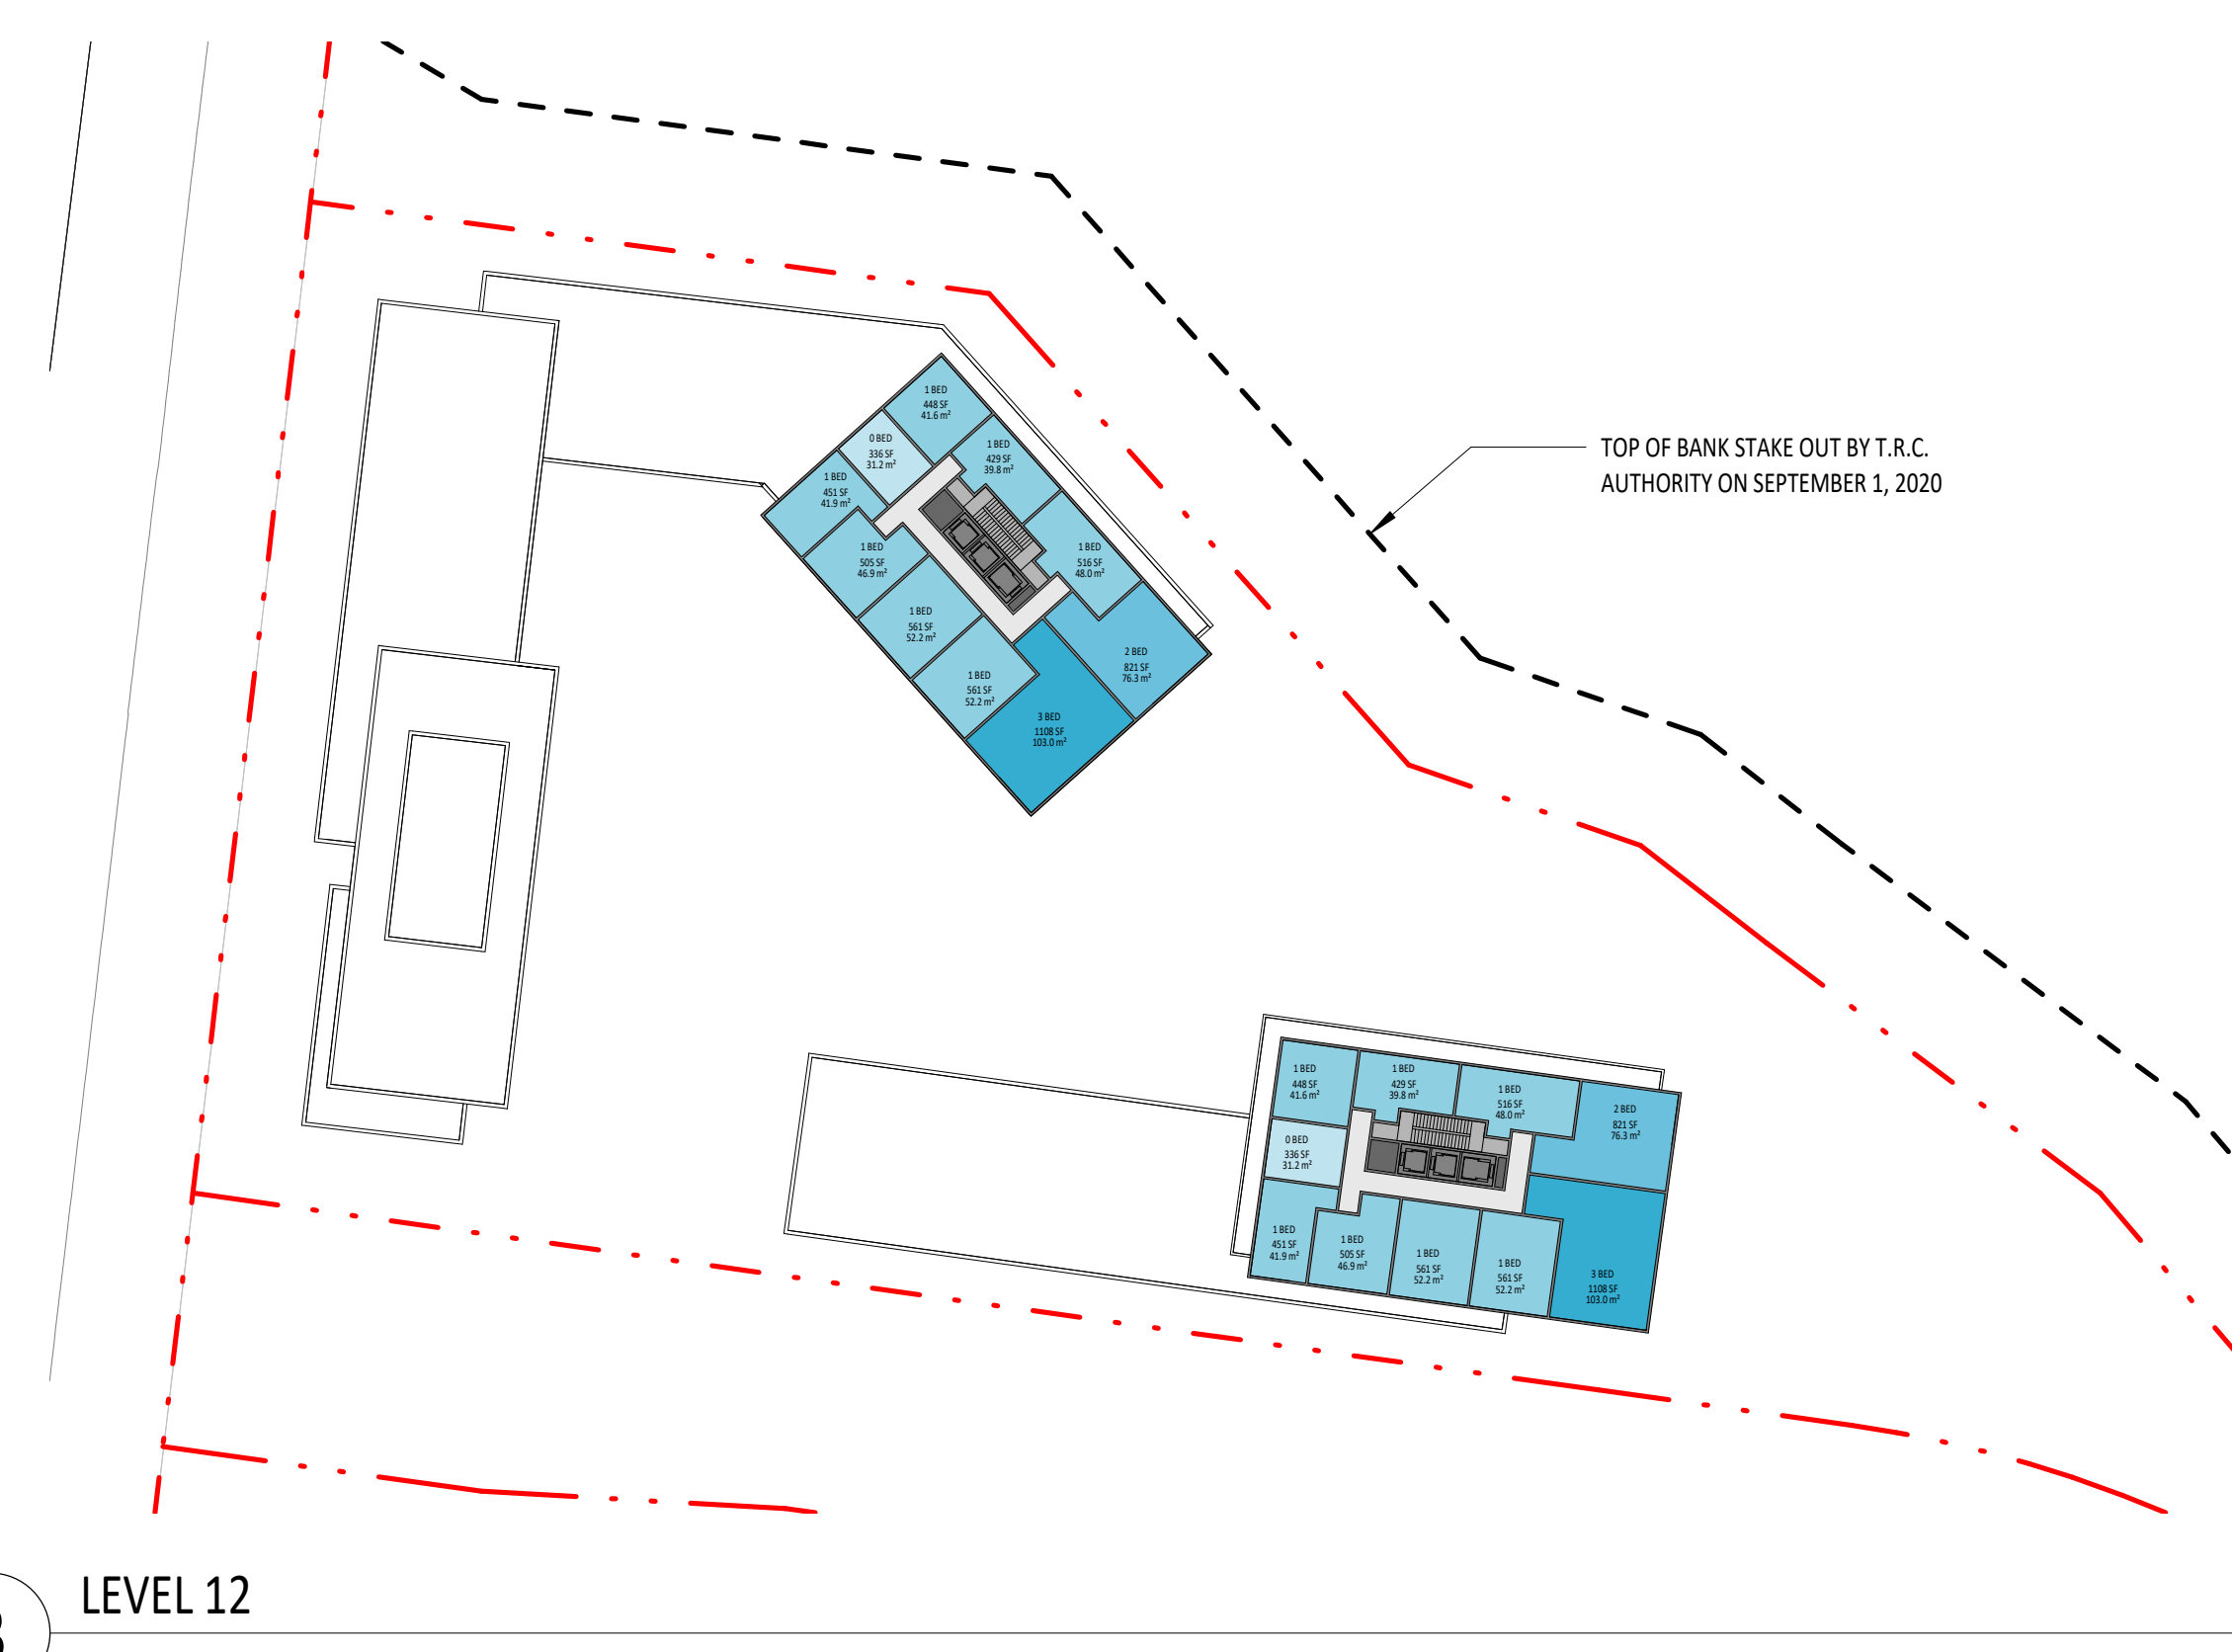 1 BED
448 SF
41.6 m²
0 BED
336 SF
31.2 m²
1 BED
429 SF
39.8 m²
1 BED
451 SF
41.9 m²
1 BED
505 SF
46.9 m²
1 BED
516 SF
48.0 m²
1 BED
561 SF
52.2 m²
1 BED
561 SF
52.2 m²
2 BED
821 SF
76.3 m²
3 BED
1108 SF
103.0 m²
TOP OF BANK STAKE OUT BY T.R.C.
AUTHORITY ON SEPTEMBER 1, 2020
1 BED
448 SF
41.6 m²
1 BED
429 SF
39.8 m²
1 BED
516 SF
48.0 m²
2 BED
821 SF
76.3 m²
0 BED
336 SF
31.2 m²
1 BED
451 SF
41.9 m²
1 BED
505 SF
46.9 m²
1 BED
561 SF
52.2 m²
1 BED
561 SF
52.2 m²
3 BED
1108 SF
103.0 m²
LEVEL 12